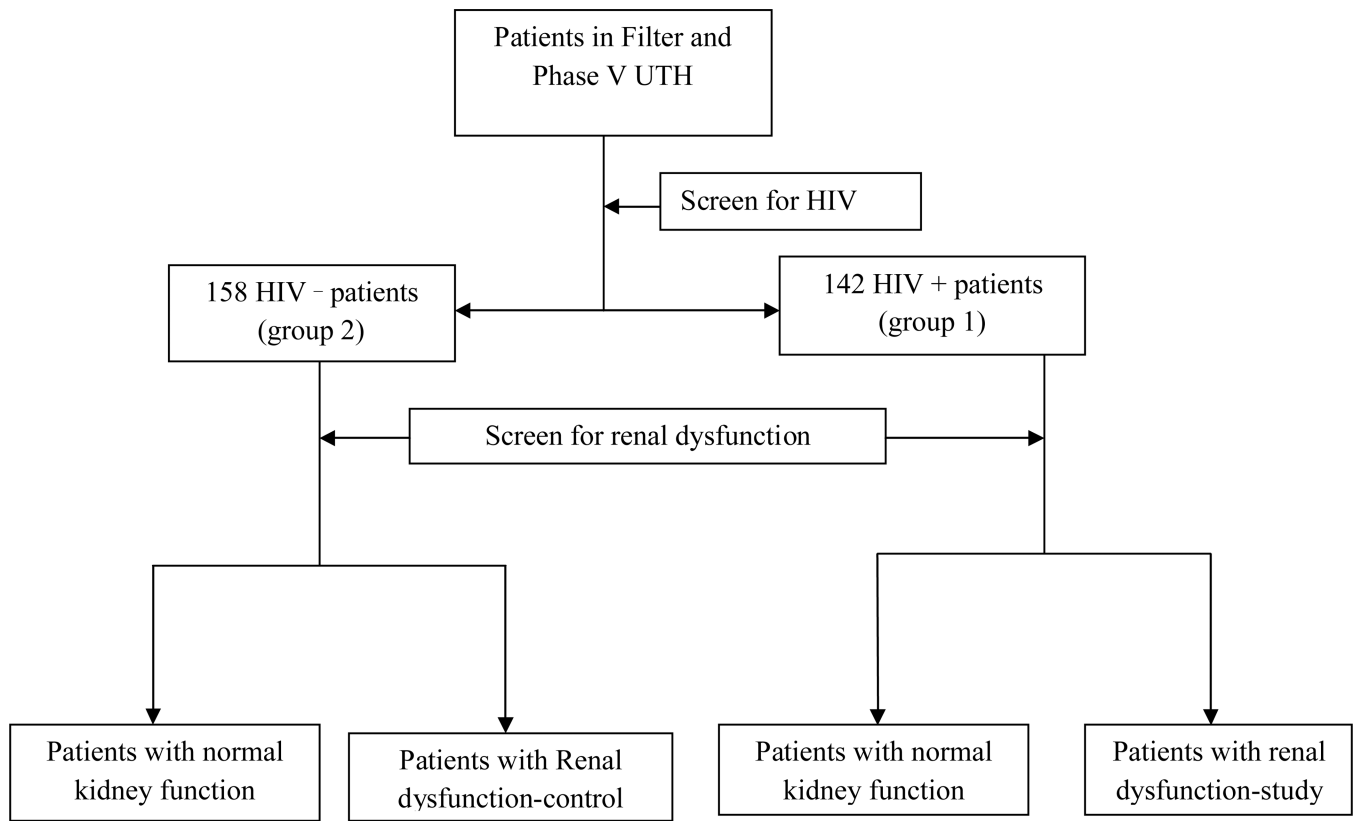 Patients in Filter and
Phase V UTH
Screen for HIV
158 HIV – patients
(group 2)
142 HIV + patients
(group 1)
Screen for renal dysfunction
Patients with normal
kidney function
Patients with Renal
dysfunction-control
Patients with normal
kidney function
Patients with renal
dysfunction-study